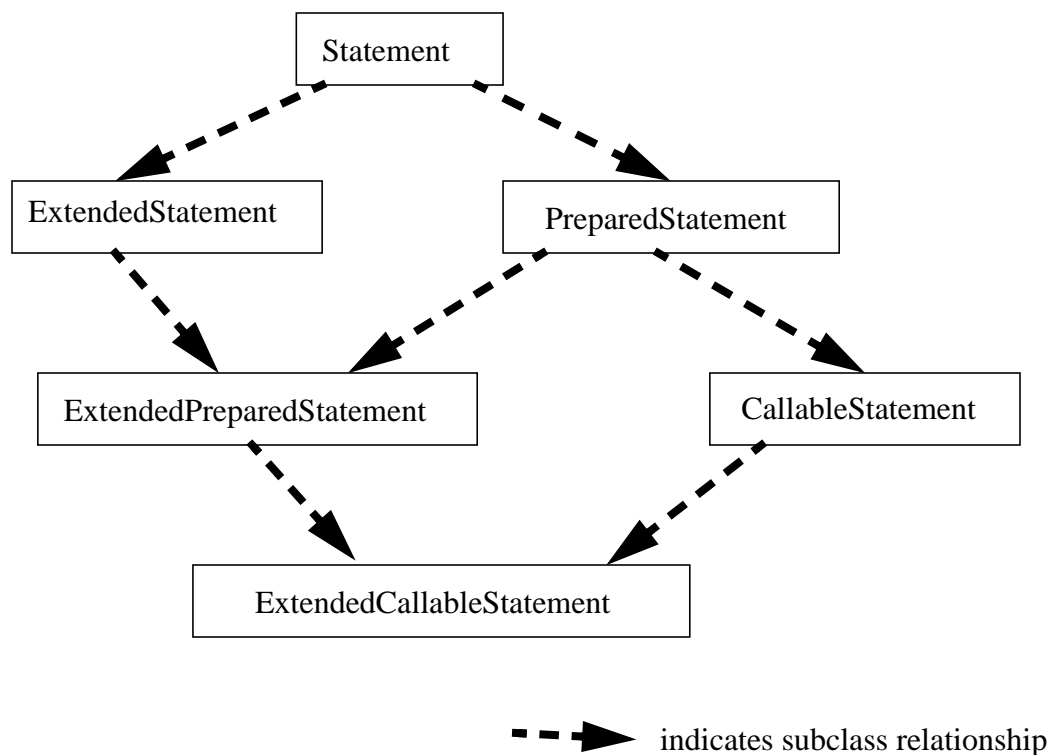 Statement
ExtendedStatement
PreparedStatement
ExtendedPreparedStatement
CallableStatement
ExtendedCallableStatement
indicates subclass relationship